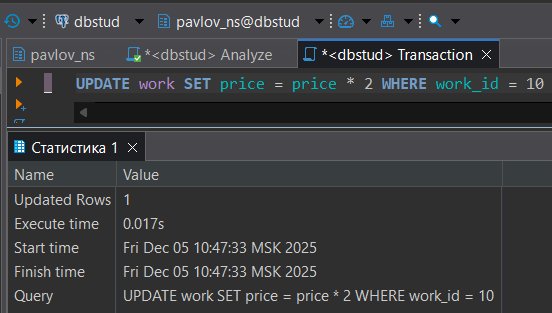 dbstud pavlov_ns@dbstud
pavlov_ns *<dbstud> Analyze *<dbstud> Transaction
UPDATE work SET price = price * 2 WHERE work_id = 10
Статистика 1
Name Value
Updated Rows 1
Execute time 0.017s
Start time Fri Dec 05 10:47:33 MSK 2025
Finish time Fri Dec 05 10:47:33 MSK 2025
Query UPDATE work SET price = price * 2 WHERE work_id = 10